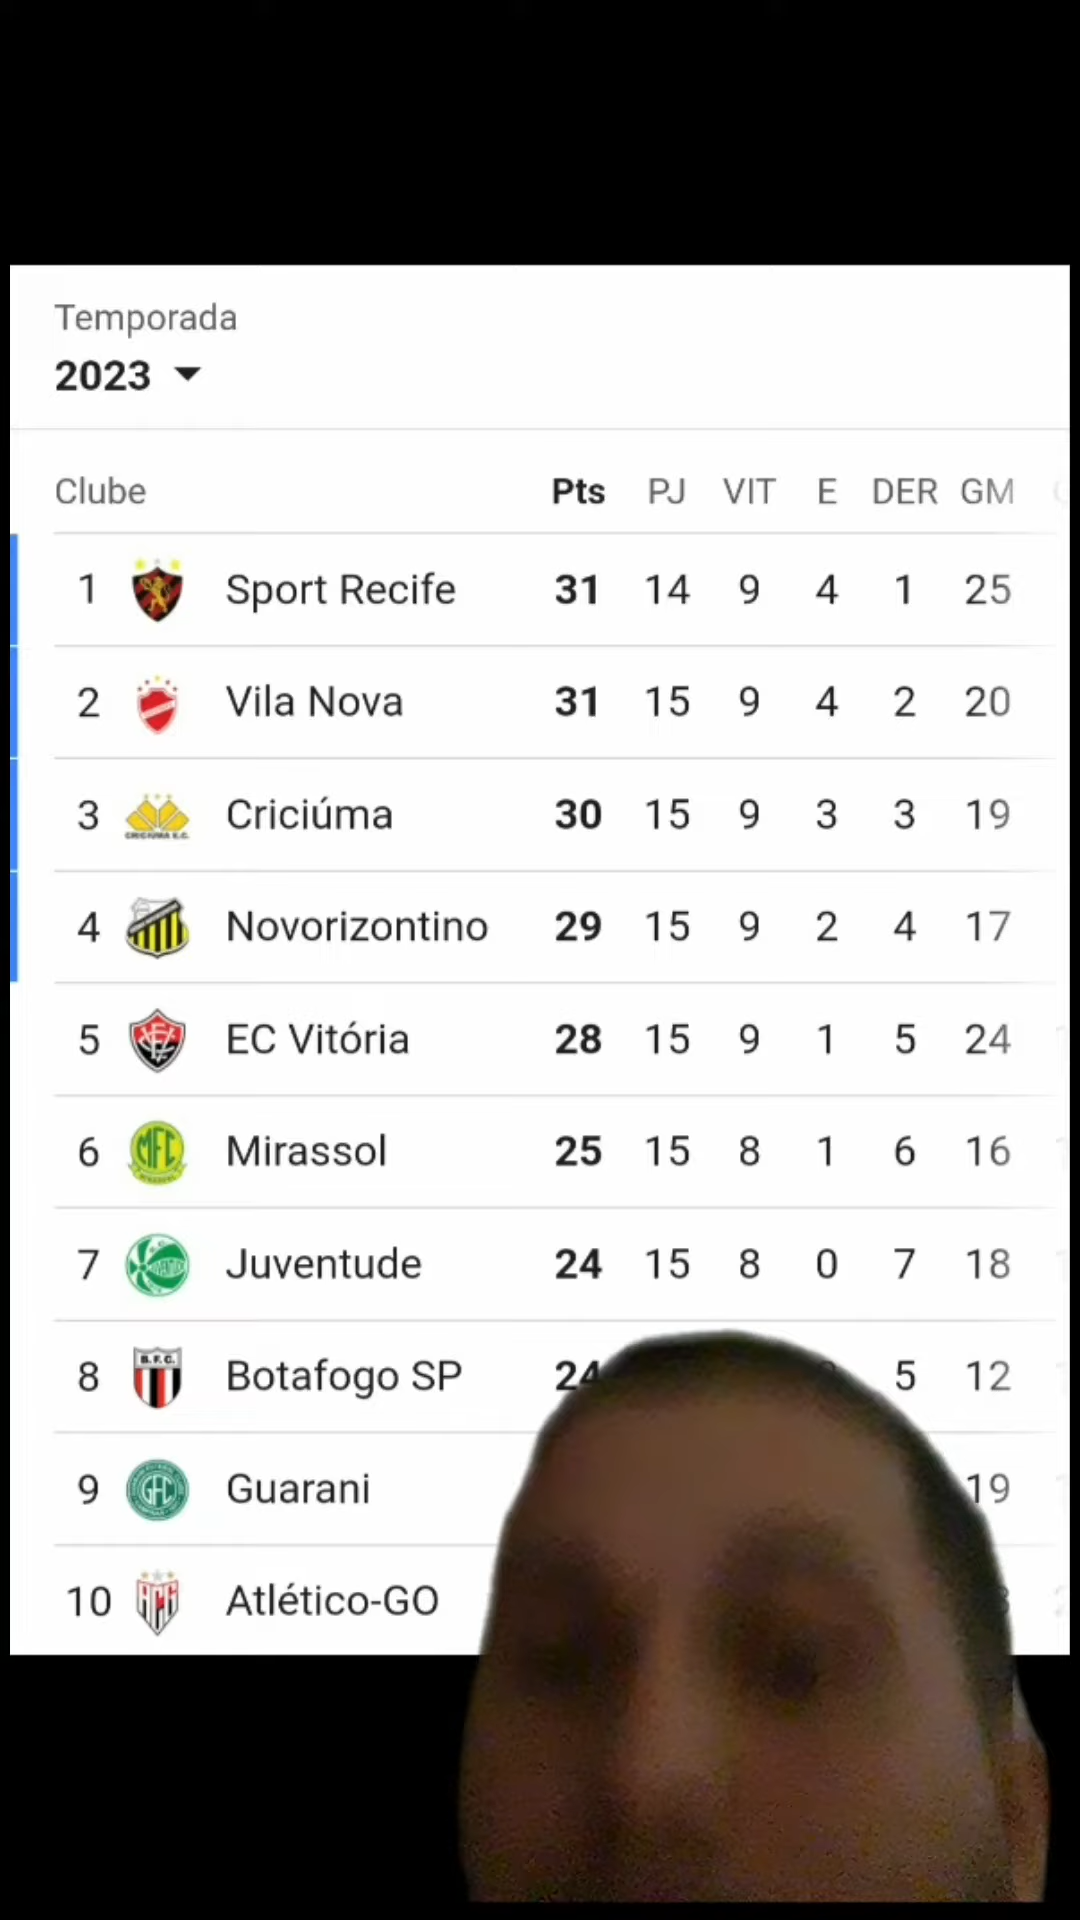 Temporada
2023
Clube Pts PJ VIT E DER GM
1 Sport Recife 31 14 9 4 1 25
2 Vila Nova 31 15 9 4 2 20
3 Criciúma 30 15 9 3 3 19
4 Novorizontino 29 15 9 2 4 17
5 EC Vitória 28 15 9 1 5 24
6 Mirassol 25 15 8 1 6 16
7 Juventude 24 15 8 0 7 18
8 Botafogo SP 24 5 12
9 Guarani 19
10 Atlético-GO